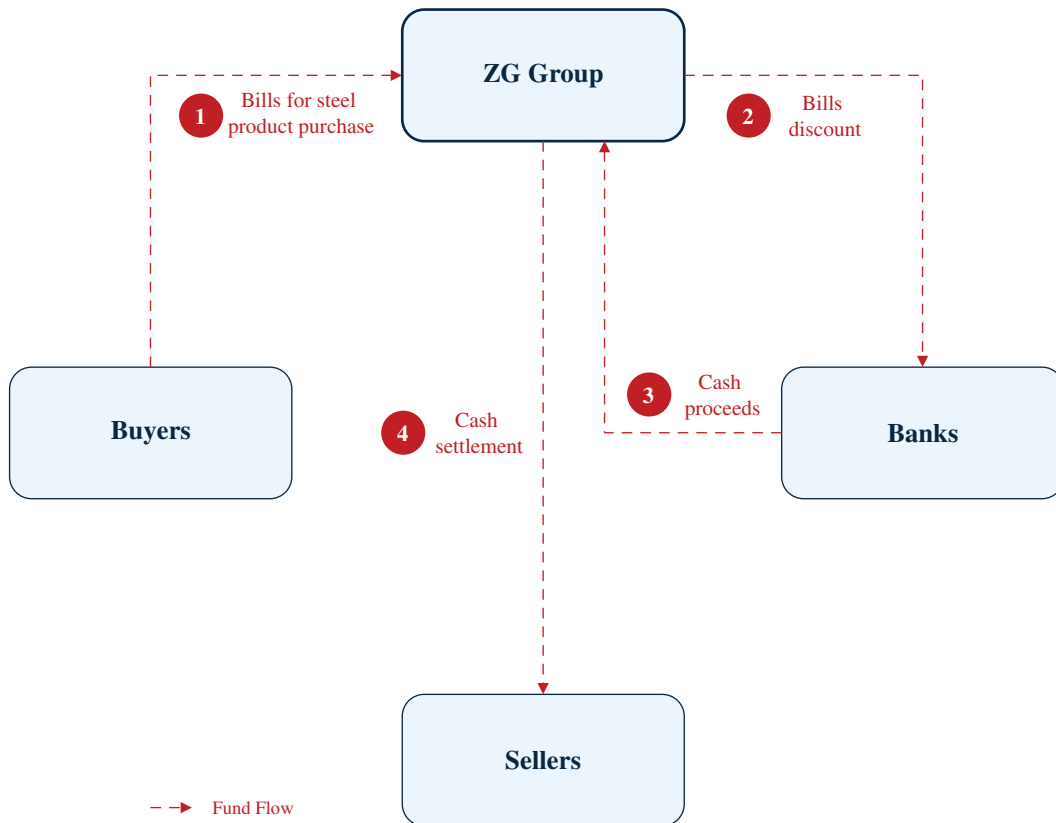 ZG Group
1
Bills for steel
product purchase
2
Bills
discount
3
Cash
proceeds
Buyers
4
Cash
settlement
Banks
Sellers
Fund Flow